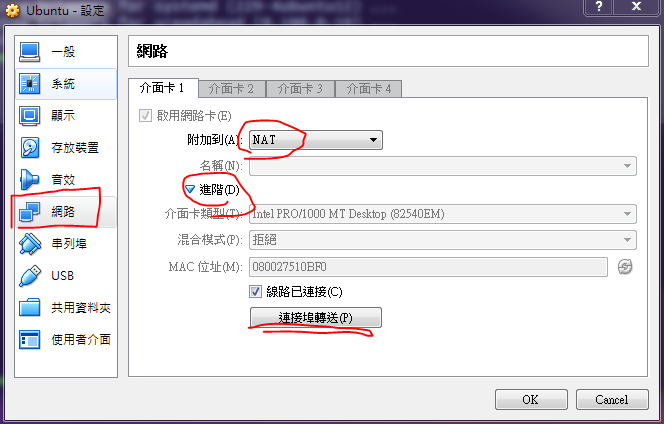 Ubuntu - 設定
一般
系統
顯示
存放裝置
音效
網路
串列埠
USB
共用資料夾
使用者介面
網路
介面卡 1
介面卡 2
介面卡 3
介面卡 4
啟用網路卡(E)
附加到(A): NAT
名稱(N):
進階(D)
介面卡類型(T): Intel PRO/1000 MT Desktop (82540EM)
混合模式(P): 拒絕
MAC 位址(M): 080027510BF0
線路已連接(C)
連接埠轉送(P)
OK
Cancel